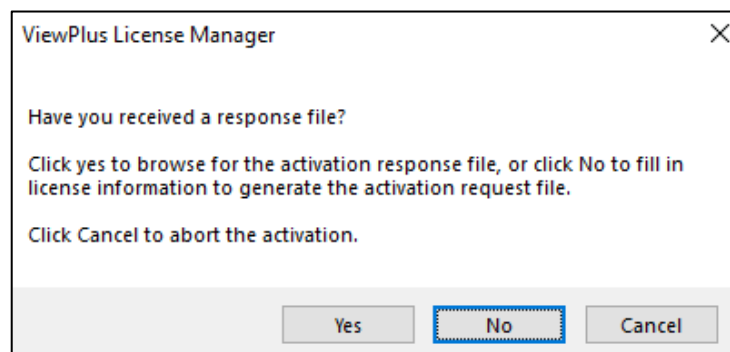 ViewPlus License Manager
Have you received a response file?
Click yes to browse for the activation response file, or click No to fill in
license information to generate the activation request file.
Click Cancel to abort the activation.
Yes
No
Cancel